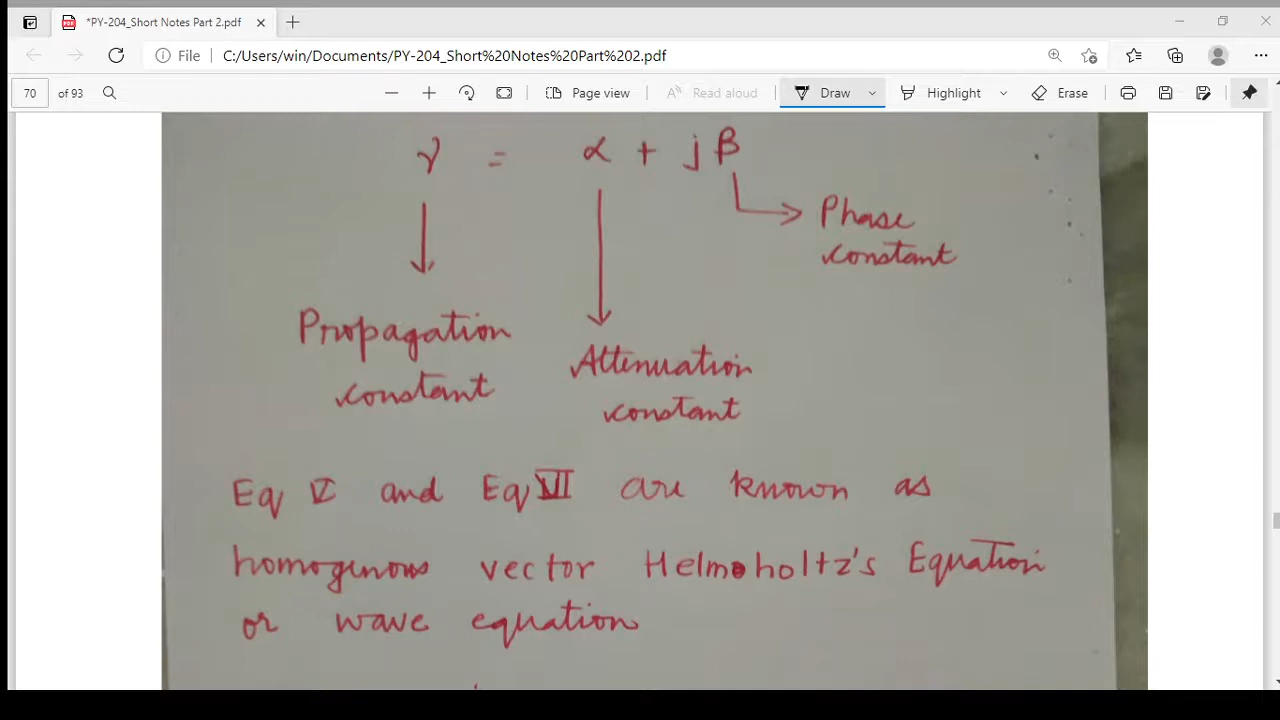 *PY-204_Short Notes Part 2.pdf
File C:/Users/win/Documents/PY-204_Short%20Notes%20Part%202.pdf
70 of 93 Page view Read aloud Draw Highlight Erase
γ = α + jβ
Phase
constant
Propagation
constant
Attenuation
constant
Eq V and Eq VI are known as
homogenous vector Helmoholtz's Equation
or wave equation